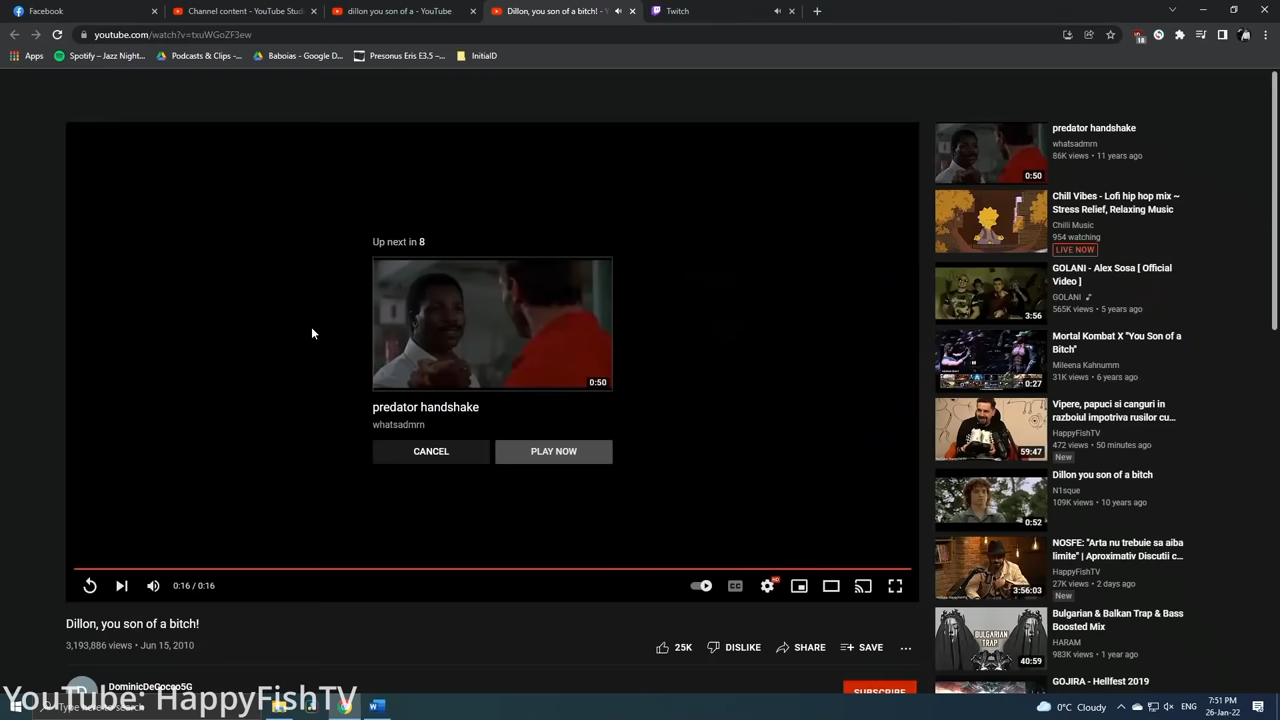 Facebook
Channel content - YouTube Studi
dillon you son of a - YouTube
Dillon, you son of a bitch! - Yo
Twitch
youtube.com/watch?v=txuWGoZF3ew
18
Apps
Spotify – Jazz Night...
Podcasts & Clips -...
Baboias - Google D...
Presonus Eris E3.5 -...
InitialD
Up next in 8
0:50
predator handshake
whatsadmrn
CANCEL
PLAY NOW
0:16 / 0:16
CC
HD
Dillon, you son of a bitch!
3,193,886 views • Jun 15, 2010
25K
DISLIKE
SHARE
SAVE
SUBSCRIBE
predator handshake
whatsadmrn
86K views • 11 years ago
0:50
Chill Vibes - Lofi hip hop mix ~
Stress Relief, Relaxing Music
Chilli Music
954 watching
LIVE NOW
GOLANI - Alex Sosa [ Official
Video ]
GOLANI
565K views • 5 years ago
3:56
Mortal Kombat X "You Son of a
Bitch"
Mileena Kahnumm
31K views • 6 years ago
0:27
Vipere, papuci si canguri in
razboiul impotriva rusilor cu...
HappyFishTV
472 views • 50 minutes ago
New
59:47
Dillon you son of a bitch
N1sque
109K views • 10 years ago
0:52
NOSFE: "Arta nu trebuie sa aiba
limite" | Aproximativ Discutii c...
HappyFishTV
27K views • 2 days ago
New
3:56:03
Bulgarian & Balkan Trap & Bass
Boosted Mix
HARAM
983K views • 1 year ago
BULGARIAN
TRAP
40:59
GOJIRA - Hellfest 2019
YouTube: HappyFishTV
0°C Cloudy
ENG
7:51 PM
26-Jan-22